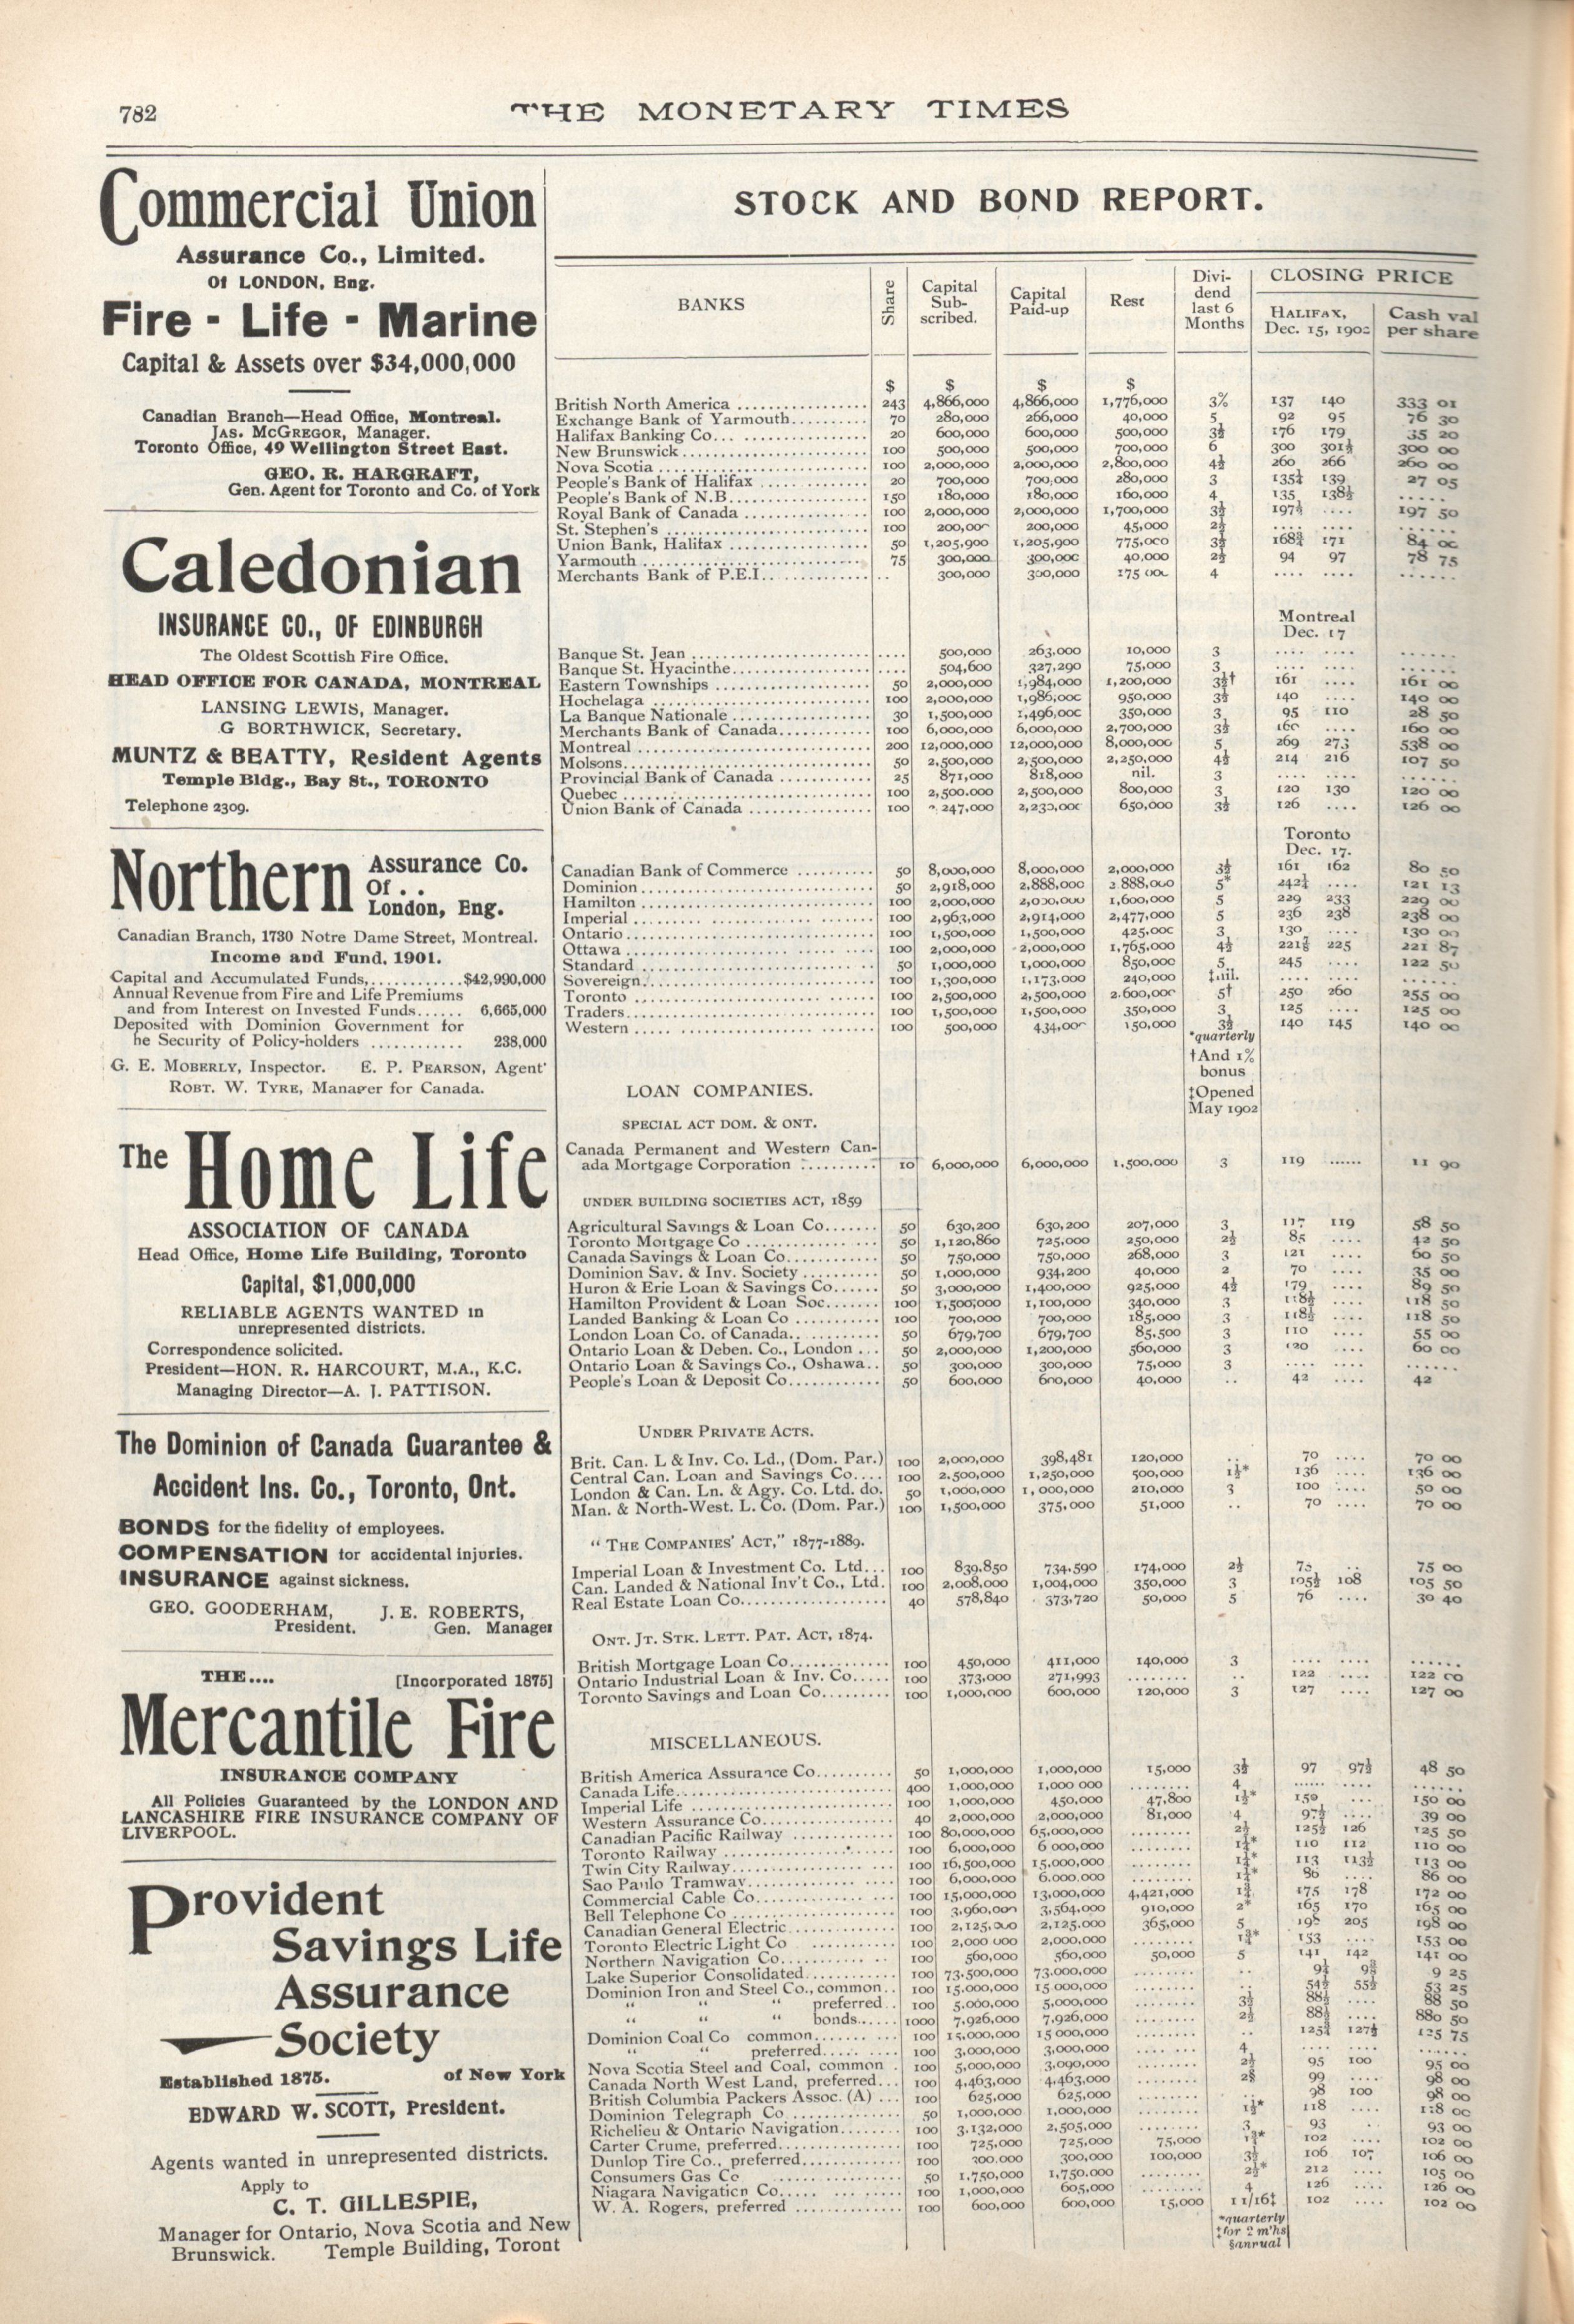 782
THE MONETARY TIMES
Commercial Union
Assurance Co., Limited.
Of LONDON, Eng.
Fire - Life - Marine
Capital & Assets over $34,000,000
Canadian Branch—Head Office, Montreal.
JAS. MCGREGOR, Manager.
Toronto Office, 49 Wellington Street East.
GEO. R. HARGRAFT,
Gen. Agent for Toronto and Co. of York
Caledonian
INSURANCE CO., OF EDINBURGH
The Oldest Scottish Fire Office.
HEAD OFFICE FOR CANADA, MONTREAL
LANSING LEWIS, Manager.
G BORTHWICK, Secretary.
MUNTZ & BEATTY, Resident Agents
Temple Bldg., Bay St., TORONTO
Telephone 2309.
Northern Assurance Co.
Of . .
London, Eng.
Canadian Branch, 1730 Notre Dame Street, Montreal.
Income and Fund, 1901.
Capital and Accumulated Funds,............$42,990,000
Annual Revenue from Fire and Life Premiums
and from Interest on Invested Funds...... 6,665,000
Deposited with Dominion Government for
he Security of Policy-holders ............ 238,000
G. E. MOBERLY, Inspector. E. P. PEARSON, Agent
ROBT. W. TYRE, Manager for Canada.
The Home Life
ASSOCIATION OF CANADA
Head Office, Home Life Building, Toronto
Capital, $1,000,000
RELIABLE AGENTS WANTED in
unrepresented districts.
Correspondence solicited.
President—HON. R. HARCOURT, M.A., K.C.
Managing Director—A. J. PATTISON.
The Dominion of Canada Guarantee &
Accident Ins. Co., Toronto, Ont.
BONDS for the fidelity of employees.
COMPENSATION for accidental injuries.
INSURANCE against sickness.
GEO. GOODERHAM, J. E. ROBERTS,
President. Gen. Manager
THE.... [Incorporated 1875]
Mercantile Fire
INSURANCE COMPANY
All Policies Guaranteed by the LONDON AND
LANCASHIRE FIRE INSURANCE COMPANY OF
LIVERPOOL.
Provident
Savings Life
Assurance
Society
Established 1875. of New York
EDWARD W. SCOTT, President.
Agents wanted in unrepresented districts.
Apply to
C. T. GILLESPIE,
Manager for Ontario, Nova Scotia and New
Brunswick. Temple Building, Toront
STOCK AND BOND REPORT.
BANKS Share Capital Sub-scribed. Capital Paid-up Rest Divi-dend last 6 Months CLOSING PRICE
HALIFAX, Dec. 15, 1902 Cash val per share
$ $ $ $
British North America 243 4,866,000 4,866,000 1,776,000 3% 137 140 333 01
Exchange Bank of Yarmouth 70 280,000 266,000 40,000 5 92 95 76 30
Halifax Banking Co... 20 600,000 600,000 500,000 3½ 176 179 35 20
New Brunswick 100 500,000 500,000 700,000 6 300 301½ 300 00
Nova Scotia 100 2,000,000 2,000,000 2,800,000 4½ 260 266 260 00
People's Bank of Halifax 20 700,000 700,000 280,000 3 135¼ 139 27 05
People's Bank of N.B. 150 180,000 180,000 160,000 4 135 138½ .....
Royal Bank of Canada 100 2,000,000 2,000,000 1,700,000 3½ 197½ .... 197 50
St. Stephen's 100 200,00 200,000 45,000 2½ .... .... ......
Union Bank, Halifax 50 1,205,900 1,205,900 775,000 3½ 168¾ 171 84 00
Yarmouth 75 300,000 300,000 40,000 2½ 94 97 78 75
Merchants Bank of P.E.I. .. 300,000 300,000 175 00 4 .... .... ......
Montreal
Dec. 17
Banque St. Jean .... 500,000 263,000 10,000 3 .... .... ......
Banque St. Hyacinthe .... 504,600 327,290 75,000 3 .... .... ......
Eastern Townships 50 2,000,000 1,984,000 1,200,000 3½† 161 .... 161 00
Hochelaga 100 2,000,000 1,986,000 950,000 3½ 140 .... 140 00
La Banque Nationale 30 1,500,000 1,496,000 350,000 3 95 110 28 50
Merchants Bank of Canada 100 6,000,000 6,000,000 2,700,000 3½ 160 .... 160 00
Montreal 200 12,000,000 12,000,000 8,000,000 5 269 273 538 00
Molsons 50 2,500,000 2,500,000 2,250,000 4½ 214 216 107 50
Provincial Bank of Canada 25 871,000 818,000 nil. 3 .... .... ......
Quebec 100 2,500.000 2,500,000 800,000 3 120 130 120 00
Union Bank of Canada 100 247,000 2,230,000 650,000 3½ 126 .... 126 00
Toronto
Dec. 17.
Canadian Bank of Commerce 50 8,000,000 8,000,000 2,000,000 3½ 161 162 80 50
Dominion 50 2,918,000 2.888,000 2.888,000 5* 242¼ .... 121 13
Hamilton 100 2,000,000 2,000,000 1,600,000 5 229 233 229 00
Imperial 100 2,963,000 2,914,000 2,477,000 5 236 238 238 00
Ontario 100 1,500,000 1,500,000 425,000 3 130 .... 130 00
Ottawa 100 2,000,000 2,000,000 1,765,000 4½ 221⅞ 225 221 87
Standard 50 1,000,000 1,000,000 850,000 5 245 .... 122 50
Sovereign 100 1,300,000 1,173,000 240,000 ‡nil. .... .... ......
Toronto 100 2,500,000 2,500,000 2.600,000 5† 250 260 255 00
Traders 100 1,500,000 1,500,000 350,000 3 125 .... 125 00
Western 100 500,000 434,00 150,000 3½ 140 145 140 00
*quarterly
†And 1%
bonus
‡Opened
May 1902
LOAN COMPANIES.
SPECIAL ACT DOM. & ONT.
Canada Permanent and Western Can-
ada Mortgage Corporation 10 6,000,000 6,000,000 1,500,000 3 119 ...... 11 90
UNDER BUILDING SOCIETIES ACT, 1859
Agricultural Savings & Loan Co. 50 630,200 630,200 207,000 3 117 119 58 50
Toronto Mortgage Co 50 1,120,860 725,000 250,000 2½ 85 .... 42 50
Canada Savings & Loan Co. 50 750,000 750,000 268,000 3 121 .... 60 50
Dominion Sav. & Inv. Society 50 1,000,000 934,200 40,000 2 70 .... 35 00
Huron & Erie Loan & Savings Co. 50 3,000,000 1,400,000 925,000 4½ 179 .... 89 50
Hamilton Provident & Loan Soc. 100 1,500,000 1,100,000 340,000 3 118½ .... 118 50
Landed Banking & Loan Co 100 700,000 700,000 185,000 3 118½ .... 118 50
London Loan Co. of Canada 50 679,700 679,700 85,500 3 110 .... 55 00
Ontario Loan & Deben. Co., London 50 2,000,000 1,200,000 560,000 3 120 .... 60 00
Ontario Loan & Savings Co., Oshawa 50 300,000 300,000 75,000 3 .... .... ......
People's Loan & Deposit Co. 50 600,000 600,000 40,000 .. 42 .... 42
UNDER PRIVATE ACTS.
Brit. Can. L & Inv. Co. Ld., (Dom. Par.) 100 2,000,000 398,481 120,000 .. 70 .... 70 00
Central Can. Loan and Savings Co. 100 2.500,000 1,250,000 500,000 1½* 136 .... 136 00
London & Can. Ln. & Agy. Co. Ltd. do. 50 1,000,000 1,000,000 210,000 3 100 .... 50 00
Man. & North-West. L. Co. (Dom. Par.) 100 1,500,000 375,000 51,000 .. 70 .... 70 00
"THE COMPANIES' ACT," 1877-1889.
Imperial Loan & Investment Co. Ltd. 100 839,850 734,590 174,000 2½ .. 75 00
Can. Landed & National Inv't Co., Ltd. 100 2,008,000 1,004,000 350,000 3 105½ 108 105 50
Real Estate Loan Co. 40 578,840 373,720 50,000 5 76 .... 30 40
ONT. JT. STK. LETT. PAT. ACT, 1874.
British Mortgage Loan Co. 100 450,000 411,000 140,000 3 .... .... ......
Ontario Industrial Loan & Inv. Co. 100 373,000 271,993 ........ .. 122 .... 122 00
Toronto Savings and Loan Co. 100 1,000,000 600,000 120,000 3 127 .... 127 00
MISCELLANEOUS.
British America Assurance Co. 50 1,000,000 1,000,000 15,000 3½ 97 97½ 48 50
Canada Life 400 1,000,000 1,000 000 ........ 4 ...... .... ......
Imperial Life 100 1,000,000 450,000 47,800 1½* 150 ... 150 00
Western Assurance Co. 40 2,000,000 2,000,000 81,000 4 97½ .... 39 00
Canadian Pacific Railway 100 80,000,000 65,000,000 ........ 2½ 125½ 126 125 50
Toronto Railway 100 6,000,000 6 000,000 ........ 1¼* 110 112 110 00
Twin City Railway 100 16,500,000 15,000,000 ........ 1¼* 113 113½ 113 00
Sao Paulo Tramway 100 6,000,000 6.000.000 ........ 1¼* 86 .... 86 00
Commercial Cable Co. 100 15,000,000 13,000,000 4,421,000 1¾ 175 178 172 00
Bell Telephone Co 100 3,960,000 3,564,000 910,000 2* 165 170 165 00
Canadian General Electric 100 2,125,000 2,125.000 365,000 5 198 205 198 00
Toronto Electric Light Co 100 2,000 000 2,000,000 ........ 1¾* 153 .... 153 00
Northern Navigation Co. 100 560,000 560,000 50,000 5 141 142 141 00
Lake Superior Consolidated 100 73.500,000 73.000,000 ........ .. 9¼ 9¾ 9 25
Dominion Iron and Steel Co., common 100 15.000,000 15 000,000 ........ .. 54½ 55½ 53 25
" " " preferred 100 5.000,000 5,000,000 ........ 3½ 88½ .... 88 50
" " " bonds 1000 7,926,000 7,926,000 ........ 2½ 88½ .... 880 50
Dominion Coal Co common 100 15,000,000 15 000,000 ........ .. 125¾ 127½ 125 75
" " preferred 100 3,000,000 3,000,000 ........ 4 .... .... ......
Nova Scotia Steel and Coal, common 100 5,000,000 3,090,000 ........ 2½ 95 100 95 00
Canada North West Land, preferred 100 4,463,000 4,463,000 ........ 2§ 99 .... 98 00
British Columbia Packers Assoc. (A) 100 625,000 625,000 ........ .. 98 100 98 00
Dominion Telegraph Co 50 1,000,000 1,000,000 ........ 1½* 118 .... 118 00
Richelieu & Ontario Navigation 100 3,132,000 2,505,000 ........ 3 93 . 93 00
Carter Crume, preferred 100 725,000 725,000 75,000 1¾* 102 .... 102 00
Dunlop Tire Co., preferred 100 300.000 300,000 100,000 3½ 106 107 106 00
Consumers Gas Co 50 1,750,000 1,750.000 ........ 2½* 212 .... 105 00
Niagara Navigation Co. 100 1,000,000 605,000 ........ 4 126 .... 126 00
W. A. Rogers, preferred 100 600,000 600,000 15,000 1 1/16‡ 102 .... 102 00
*quarterly
‡for 2 m'hs
§annual